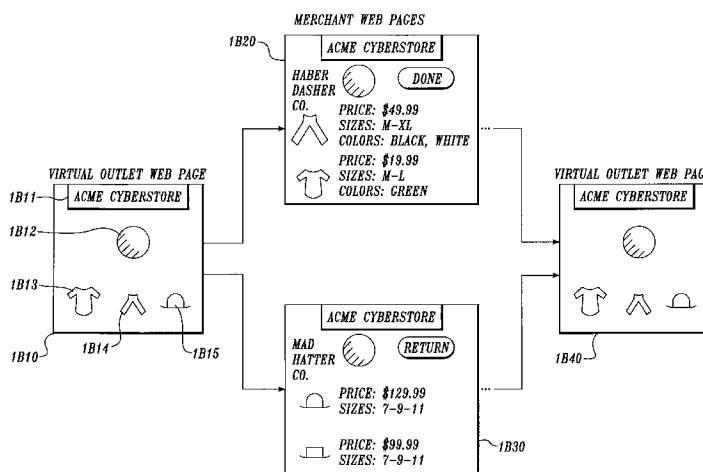 MERCHANT WEB PAGES
1B20
ACME CYBERSTORE
HABER
DASHER
CO.
DONE
PRICE: $49.99
SIZES: M-XL
COLORS: BLACK, WHITE
PRICE: $19.99
SIZES: M-L
COLORS: GREEN
VIRTUAL OUTLET WEB PAGE
1B11
ACME CYBERSTORE
1B12
1B13
1B10
1B14
1B15
ACME CYBERSTORE
MAD
HATTER
CO.
RETURN
PRICE: $129.99
SIZES: 7-9-11
PRICE: $99.99
SIZES: 7-9-11
1B30
VIRTUAL OUTLET WEB PAG
ACME CYBERSTORE
1B40